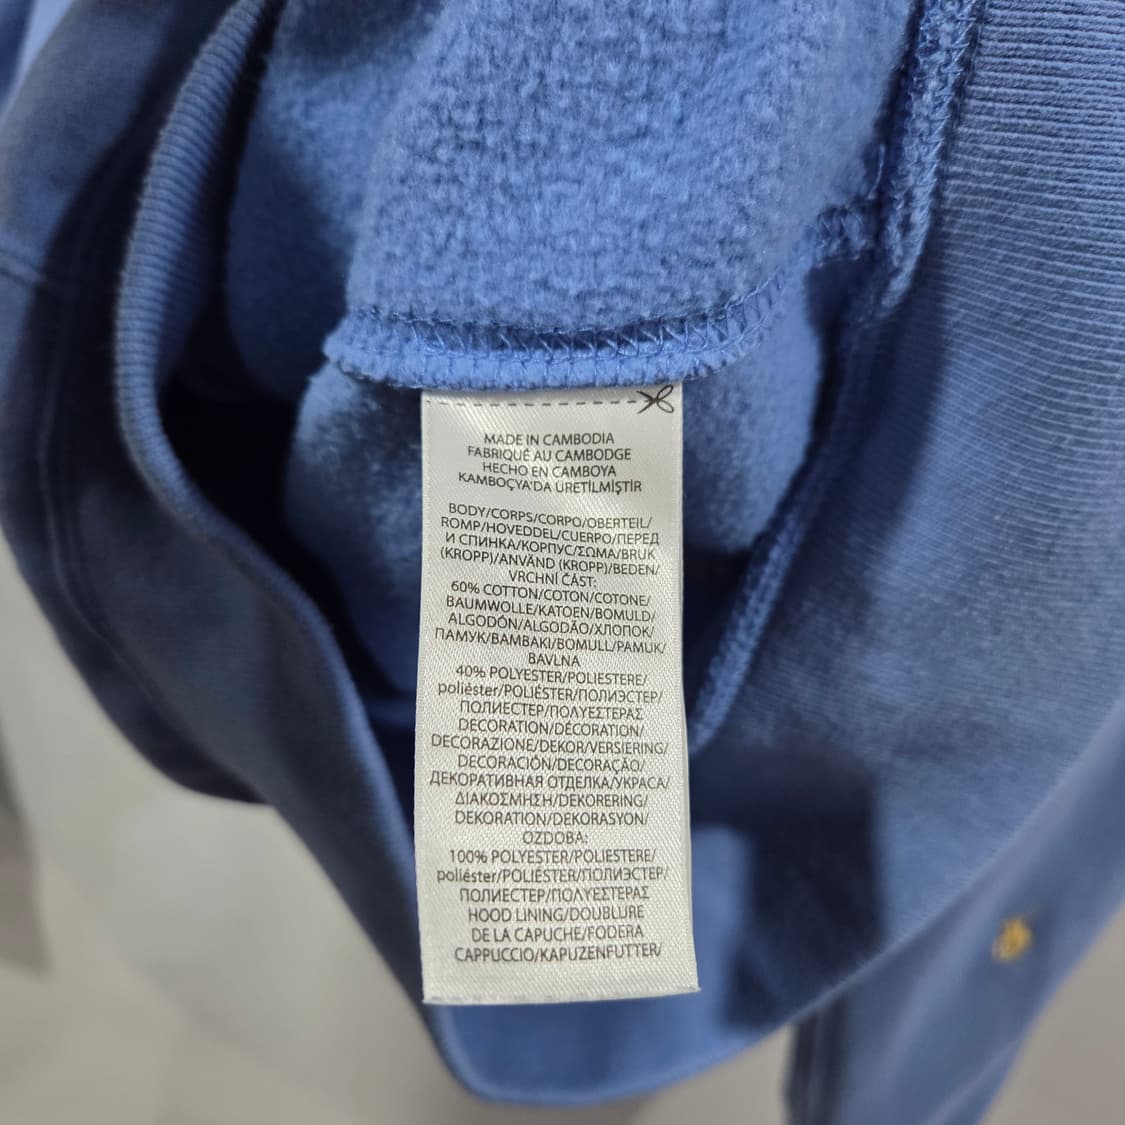 MADE IN CAMBODIA
FABRIQUÉ AU CAMBODGE
HECHO EN CAMBOYA
KAMBOÇYA'DA ÜRETİLMİŞTİR
BODY/CORPS/CORPO/OBERTEIL/
ROMP/HOVEDDEL/CUERPO/ПЕРЕД
И СПИНКА/КОРПУС/ΣΩΜΑ/BRUK
(KROPP)/ANVÄND (KROPP)/BEDEN/
VRCHNÍ ČÁST:
60% COTTON/COTON/COTONE/
BAUMWOLLE/KATOEN/BOMULD/
ALGODÓN/ALGODÃO/ХЛОПОК/
ПАМУК/ΒΑΜΒΑΚΙ/BOMULL/PAMUK/
BAVLNA
40% POLYESTER/POLIESTERE/
poliéster/POLIÉSTER/ПОЛИЭСТЕР/
ПОЛИЕСТЕР/ΠΟΛΥΕΣΤΕΡΑΣ
DECORATION/DÉCORATION/
DECORAZIONE/DEKOR/VERSIERING/
DECORACIÓN/DECORAÇÃO/
ДЕКОРАТИВНАЯ ОТДЕЛКА/УКРАСА/
ΔΙΑΚΟΣΜΗΣΗ/DEKORERING/
DEKORATION/DEKORASYON/
OZDOBA:
100% POLYESTER/POLIESTERE/
poliéster/POLIÉSTER/ПОЛИЭСТЕР/
ПОЛИЕСТЕР/ΠΟΛΥΕΣΤΕΡΑΣ
HOOD LINING/DOUBLURE
DE LA CAPUCHE/FODERA
CAPPUCCIO/KAPUZENFUTTER/